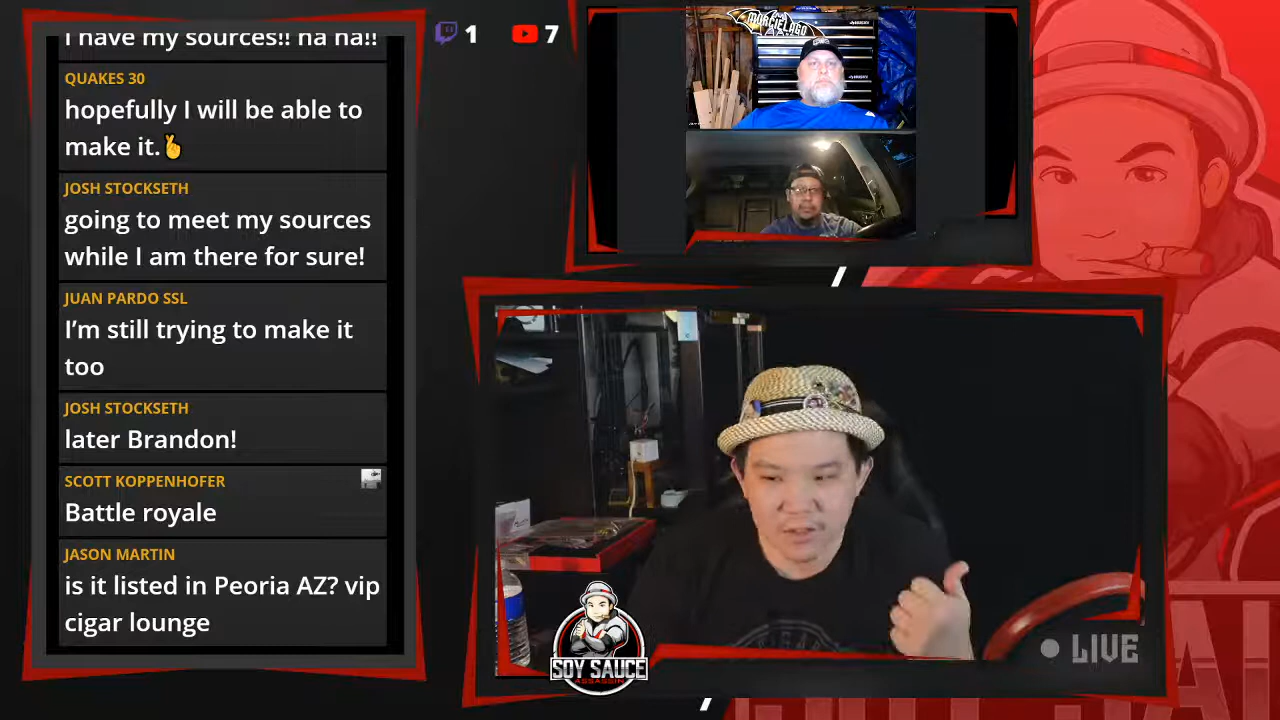 I have my sources!! ha ha!!
QUAKES 30
hopefully I will be able to
make it.🤞
JOSH STOCKSETH
going to meet my sources
while I am there for sure!
JUAN PARDO SSL
I'm still trying to make it
too
JOSH STOCKSETH
later Brandon!
SCOTT KOPPENHOFER
Battle royale
JASON MARTIN
is it listed in Peoria AZ? vip
cigar lounge
1
7
MURCIELAGO
SOY SAUCE
ASSASSIN
LIVE